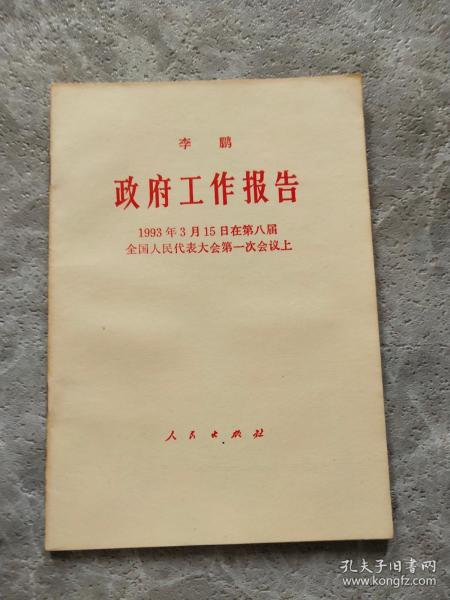 李 鹏
政府工作报告
1993年3月15日在第八届
全国人民代表大会第一次会议上
人民出版社
孔夫子旧书网
www.kongfz.com